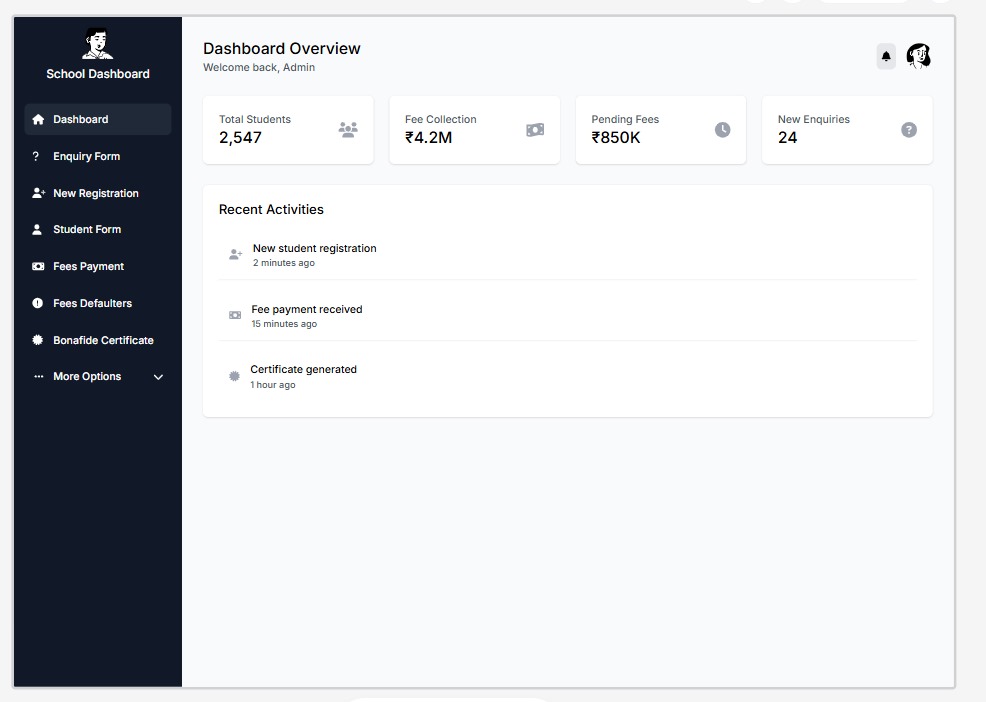 School Dashboard
Dashboard
Enquiry Form
New Registration
Student Form
Fees Payment
Fees Defaulters
Bonafide Certificate
More Options
Dashboard Overview
Welcome back, Admin
Total Students
2,547
Fee Collection
₹4.2M
Pending Fees
₹850K
New Enquiries
24
Recent Activities
New student registration
2 minutes ago
Fee payment received
15 minutes ago
Certificate generated
1 hour ago